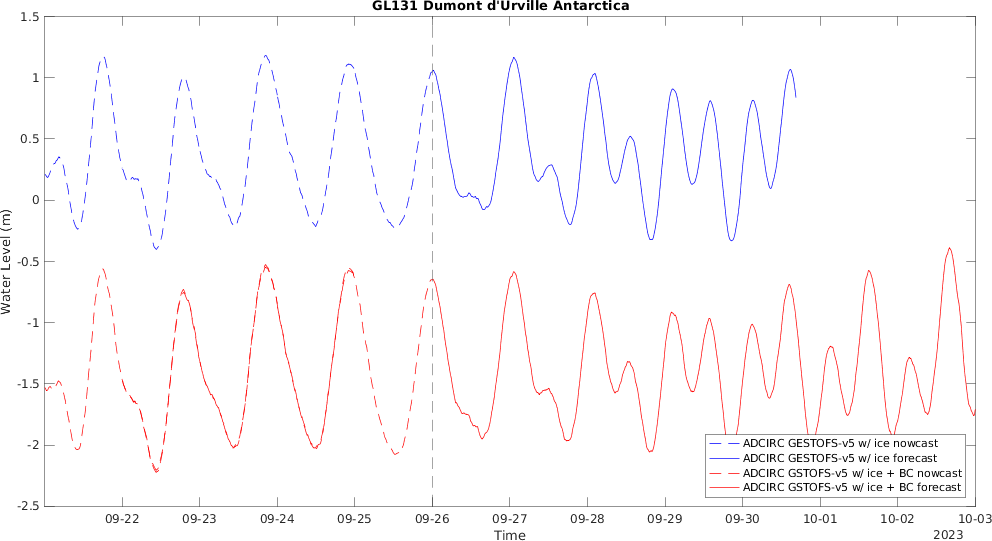 GL131 Dumont d'Urville Antarctica
1.5
1
0.5
0
-0.5
-1
-1.5
-2
-2.5
Water Level (m)
ADCIRC GESTOFS-v5 w/ ice nowcast
ADCIRC GESTOFS-v5 w/ ice forecast
ADCIRC GSTOFS-v5 w/ ice + BC nowcast
ADCIRC GSTOFS-v5 w/ ice + BC forecast
09-22 09-23 09-24 09-25 09-26 09-27 09-28 09-29 09-30 10-01 10-02 10-03
Time
2023